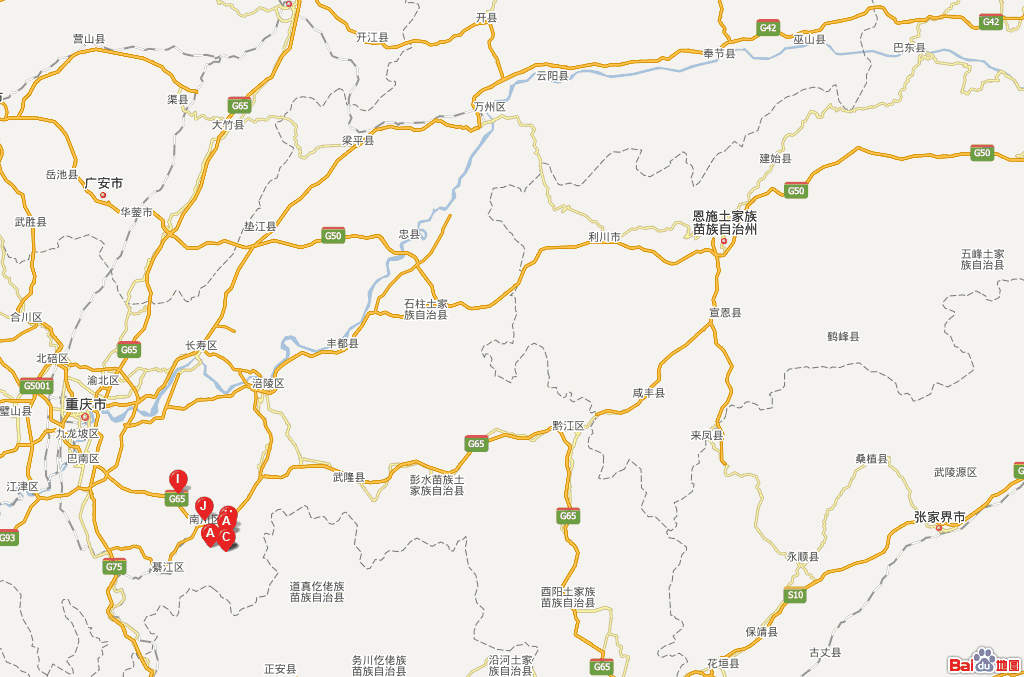 营山县
开江县
开县
G42
巫山县
G42
奉节县
巴东县
云阳县
渠县
G65
万州区
大竹县
梁平县
G50
建始县
岳池县
广安市
G50
华蓥市
恩施土家族
苗族自治州
武胜县
垫江县
G50
忠县
利川市
五峰土家
族自治县
石柱土家
族自治县
合川区
宣恩县
鹤峰县
长寿区
丰都县
G65
北碚区
G5001
渝北区
涪陵区
咸丰县
重庆市
璧山县
九龙坡区
黔江区
来凤县
G65
巴南区
桑植县
武陵源区
I
武隆县
彭水苗族土
家族自治县
江津区
G65
J
南川区
A
G65
张家界市
A
C
G93
綦江区
G75
永顺县
道真仡佬族
苗族自治县
酉阳土家族
苗族自治县
S10
保靖县
古丈县
正安县
务川仡佬族
苗族自治县
沿河土家
族自治县
G65
花垣县
Bai du 地图